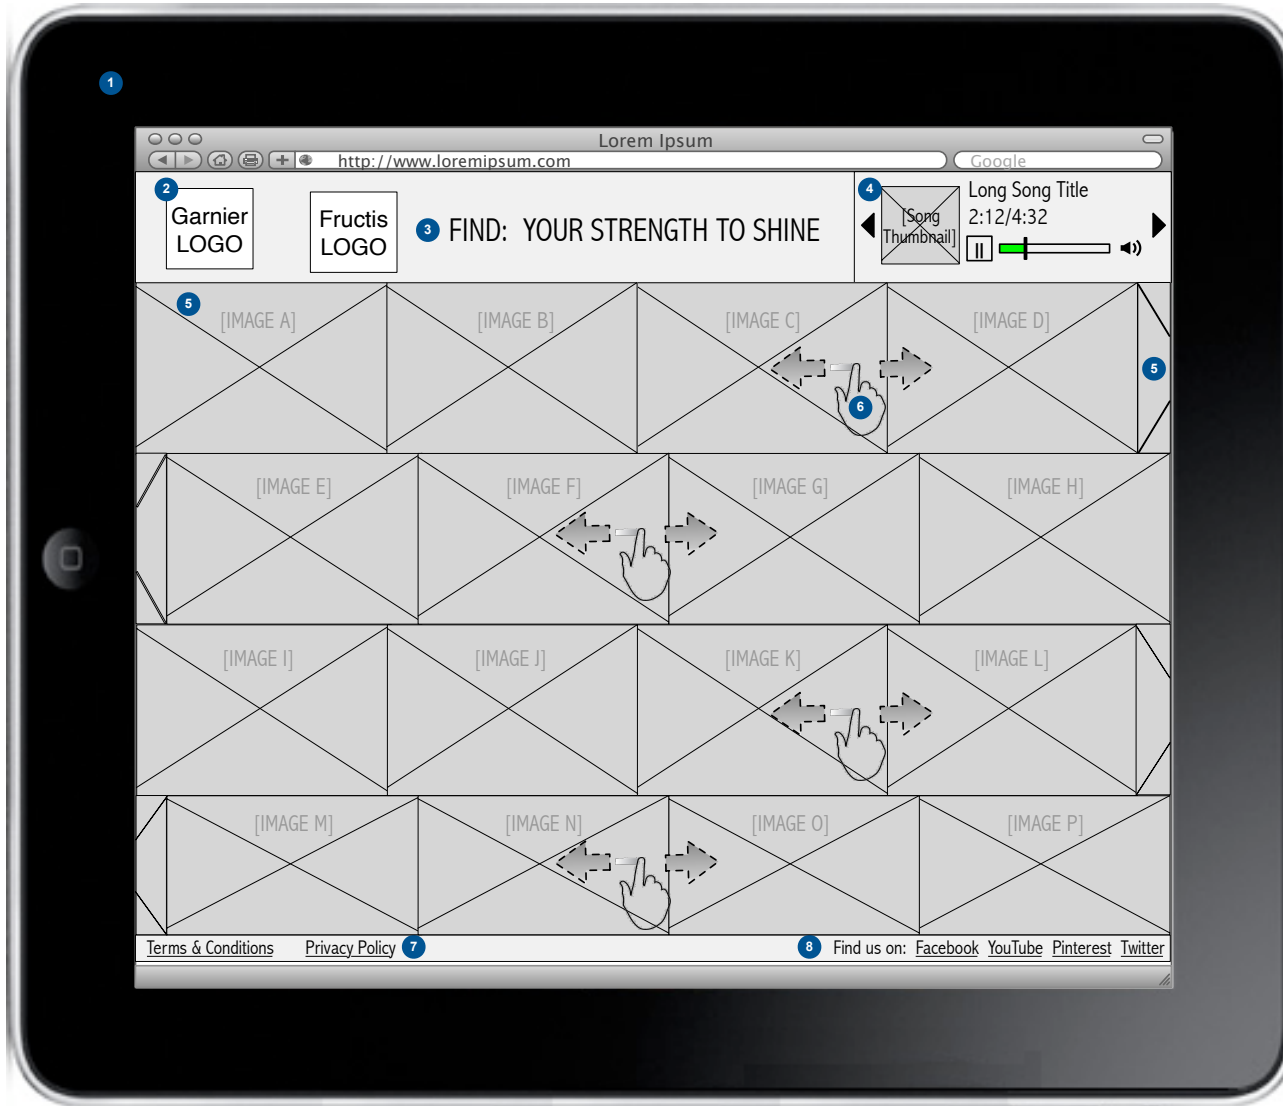 1
Lorem Ipsum
http://www.loremipsum.com
Google
2
Garnier
LOGO
Fructis
LOGO
3
FIND: YOUR STRENGTH TO SHINE
4
[Song
Thumbnail]
Long Song Title
2:12/4:32
5
[IMAGE A]
[IMAGE B]
[IMAGE C]
[IMAGE D]
5
6
[IMAGE E]
[IMAGE F]
[IMAGE G]
[IMAGE H]
[IMAGE I]
[IMAGE J]
[IMAGE K]
[IMAGE L]
[IMAGE M]
[IMAGE N]
[IMAGE O]
[IMAGE P]
Terms & Conditions
Privacy Policy
7
8
Find us on: Facebook YouTube Pinterest Twitter